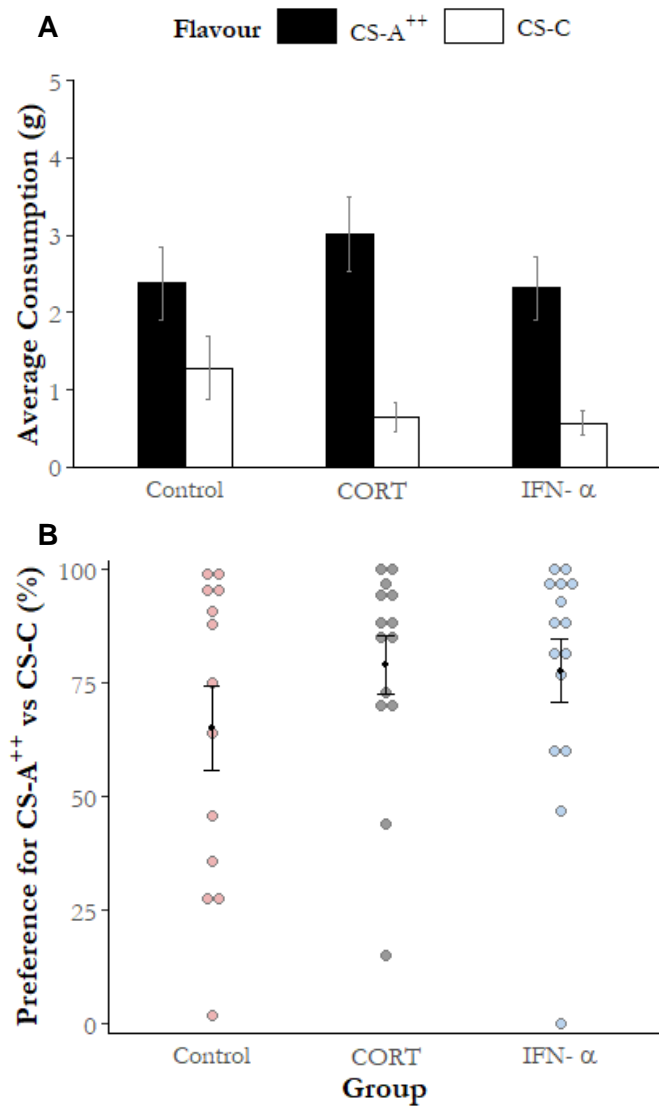 A
Flavour CS-A++ CS-C
Average Consumption (g)
5
4
3
2
1
0
Control CORT IFN- α
B
Preference for CS-A++ vs CS-C (%)
100
75
50
25
0
Control CORT IFN- α
Group